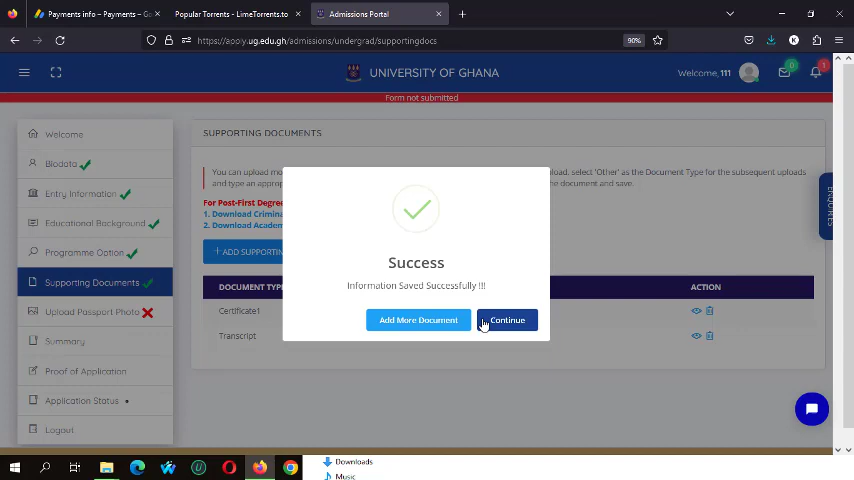 Payments info – Payments – Go
Popular Torrents - LimeTorrents.to
Admissions Portal
https://apply.ug.edu.gh/admissions/undergrad/supportingdocs
90%
K
UNIVERSITY OF GHANA
Welcome, 111
0
1
Form not submitted
Welcome
Biodata
Entry Information
Educational Background
Programme Option
Supporting Documents
Upload Passport Photo
Summary
Proof of Application
Application Status
Logout
SUPPORTING DOCUMENTS
You can upload mo
load, select 'Other' as the Document Type for the subsequent uploads
and type an approp
the document and save.
For Post-First Degree
1. Download Crimina
2. Download Academ
+ ADD SUPPORTIN
DOCUMENT TYP
ACTION
Certificate1
Transcript
Success
Information Saved Successfully !!!
Add More Document
Continue
ENQUIRIES
Downloads
Music